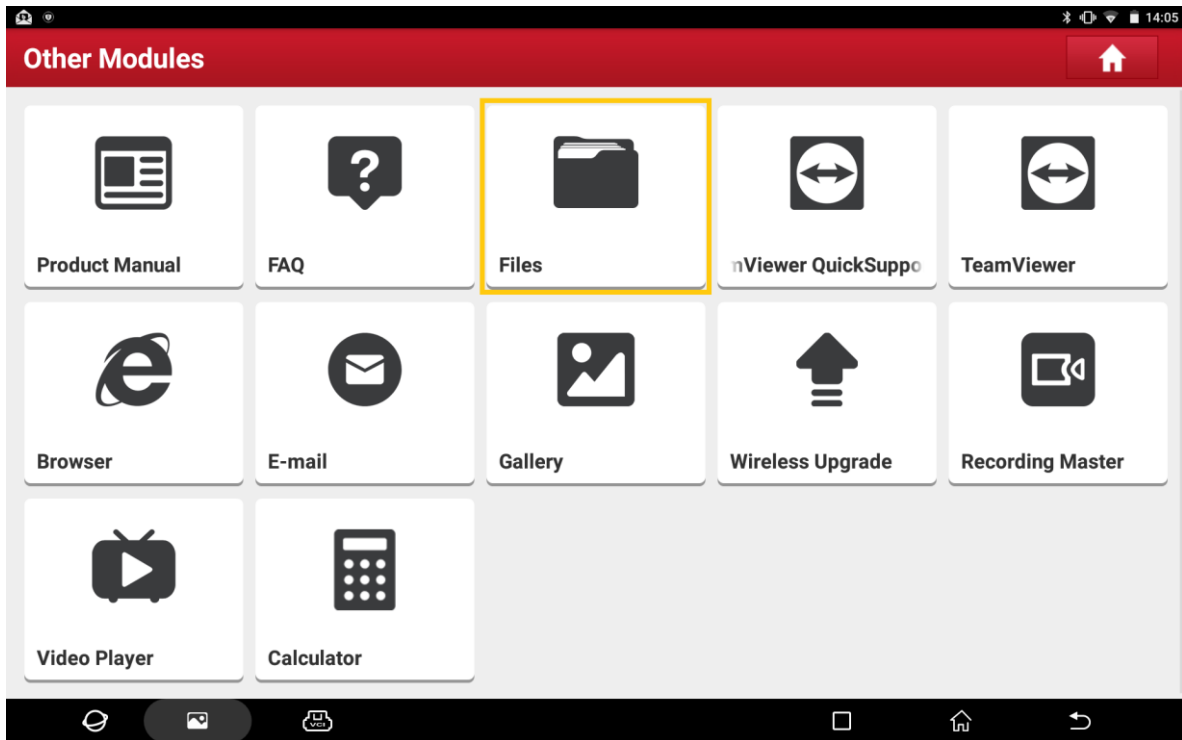 14:05
Other Modules
Product Manual
FAQ
Files
nViewer QuickSuppo
TeamViewer
Browser
E-mail
Gallery
Wireless Upgrade
Recording Master
Video Player
Calculator
VCI